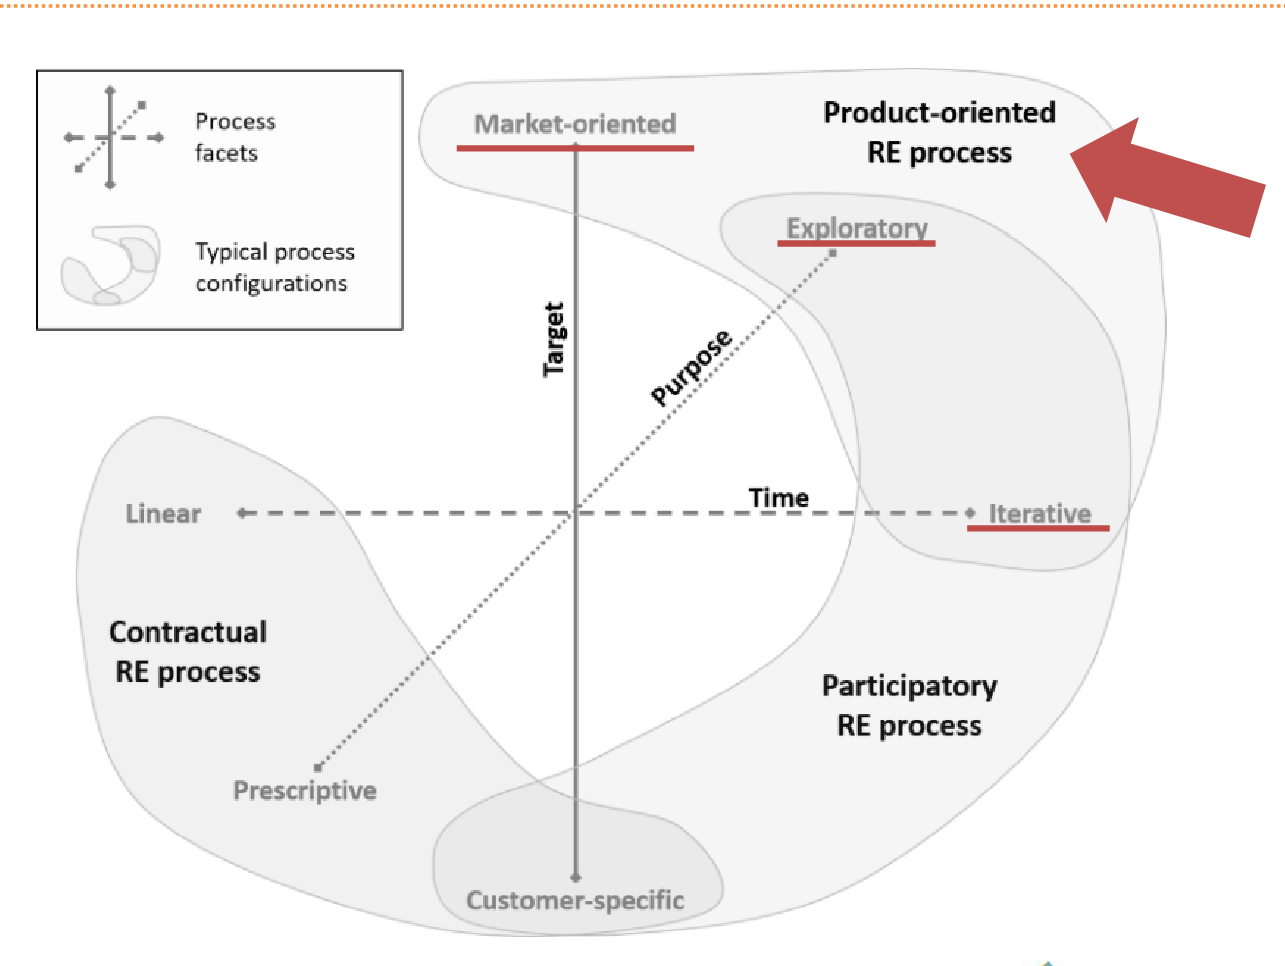 Process
facets
Typical process
configurations
Market-oriented
Product-oriented
RE process
Exploratory
Target
Purpose
Time
Linear
Iterative
Contractual
RE process
Participatory
RE process
Prescriptive
Customer-specific